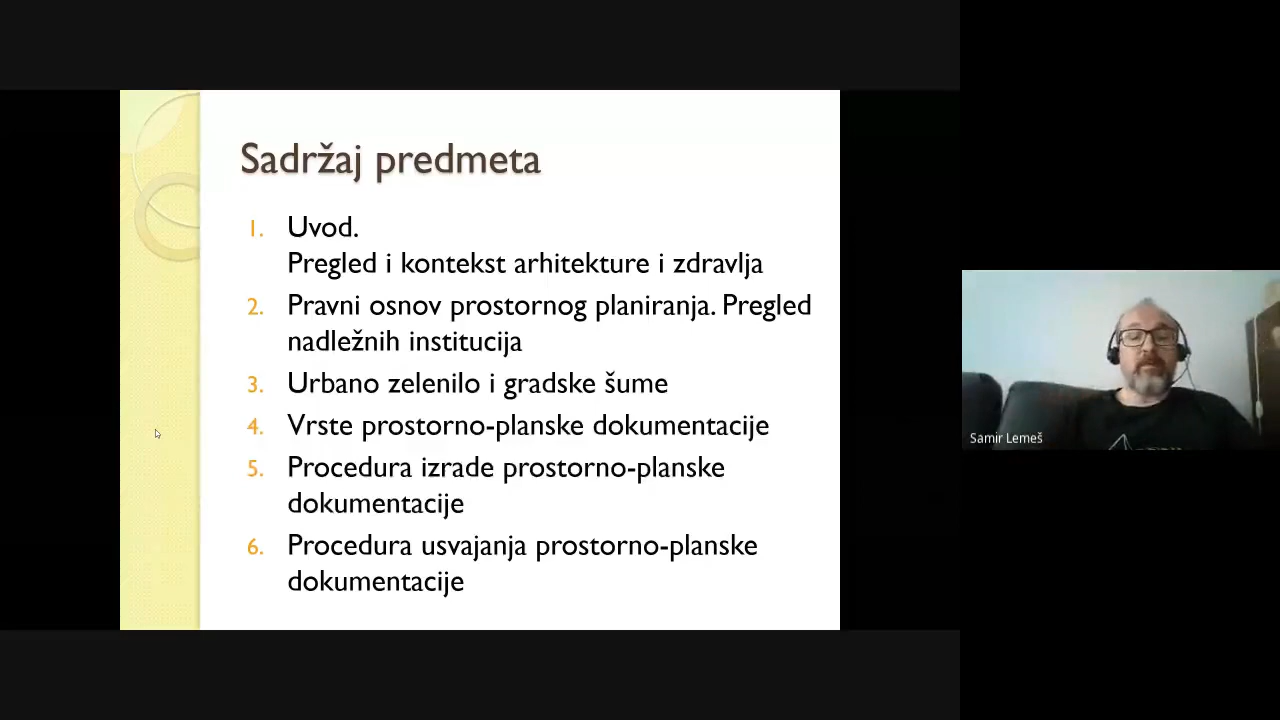 Sadržaj predmeta
1. Uvod.
Pregled i kontekst arhitekture i zdravlja
2. Pravni osnov prostornog planiranja. Pregled
nadležnih institucija
3. Urbano zelenilo i gradske šume
4. Vrste prostorno-planske dokumentacije
5. Procedura izrade prostorno-planske
dokumentacije
6. Procedura usvajanja prostorno-planske
dokumentacije
Samir Lemeš